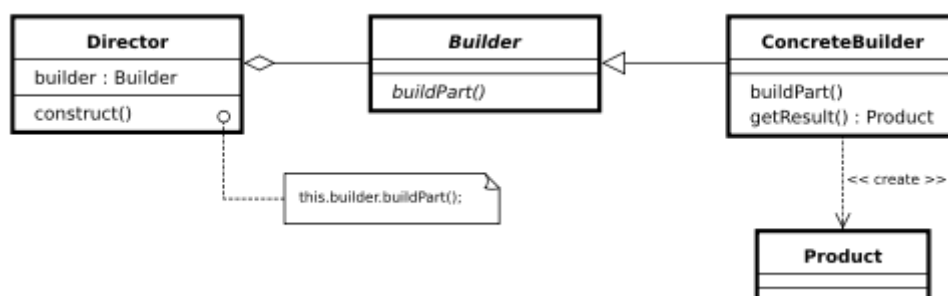 Director
builder : Builder
construct()
this.builder.buildPart();
Builder
buildPart()
ConcreteBuilder
buildPart()
getResult() : Product
<< create >>
Product